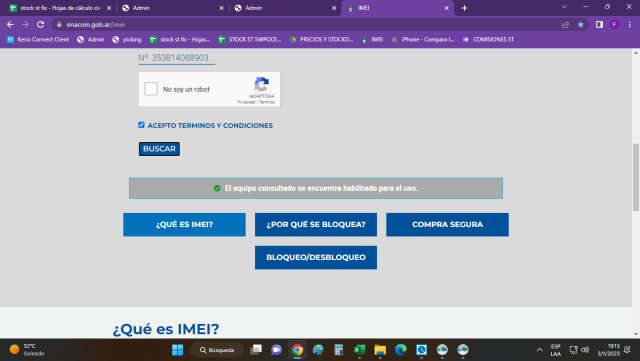 stock st fix - Hojas de cálculo de
Admin
Admin
IMEI
enacom.gob.ar/imei
F
Kerio Connect Client
Admin
picking
stock st fix - Hojas...
STOCK ST SWPOCE...
PRECIOS Y STOCKD...
IMEI
iPhone - Compara l...
COMISIONES ST
Nº 353814088903
No soy un robot
reCAPTCHA
Privacidad - Términos
ACEPTO TERMINOS Y CONDICIONES
BUSCAR
El equipo consultado se encuentra habilitado para el uso.
¿QUÉ ES IMEI?
¿POR QUÉ SE BLOQUEA?
COMPRA SEGURA
BLOQUEO/DESBLOQUEO
¿Qué es IMEI?
32°C
Soleado
Búsqueda
ESP
LAA
19:15
3/1/2023